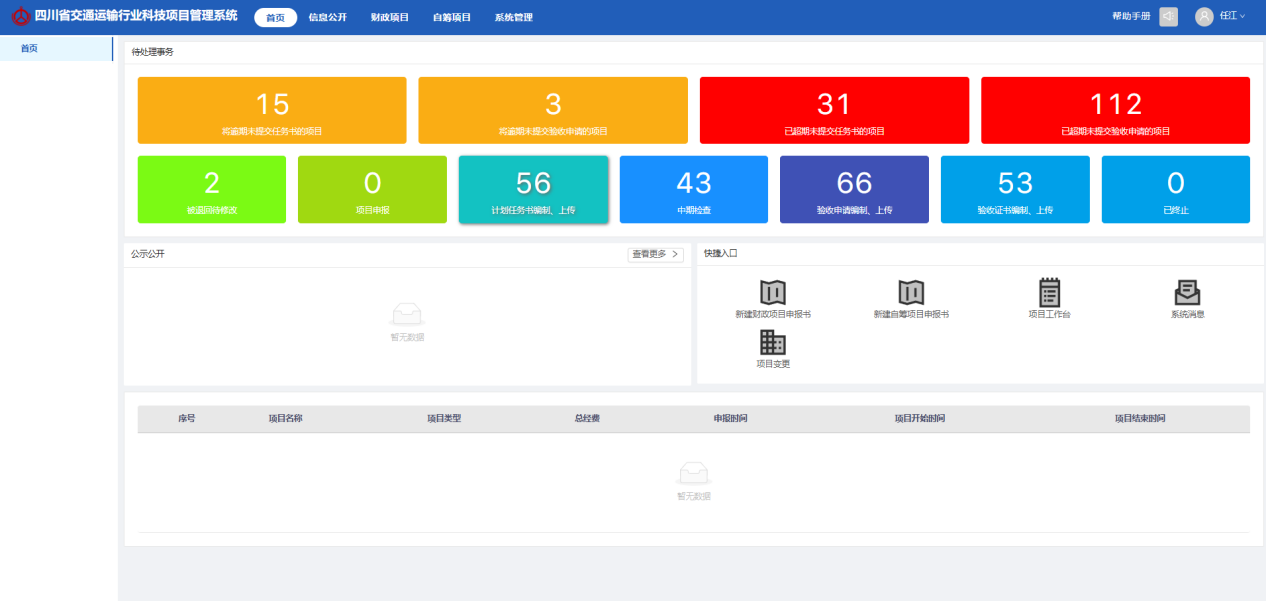 四川省交通运输行业科技项目管理系统
首页 信息公开 财政项目 自筹项目 系统管理
帮助手册 任江
首页
待处理事务
15 3 31 112
将逾期未提交任务书的项目 将逾期未提交验收申请的项目 已超期未提交任务书的项目 已超期未提交验收申请的项目
2 0 56 43 66 53 0
被退回待修改 项目申报 计划任务书编制、上传 中期检查 验收申请编制、上传 验收证书编制、上传 已终止
公示公开 查看更多 >
暂无数据
快捷入口
新建财政项目申报书 新建自筹项目申报书 项目工作台 系统消息
项目变更
序号 项目名称 项目类型 总经费 申报时间 项目开始时间 项目结束时间
暂无数据